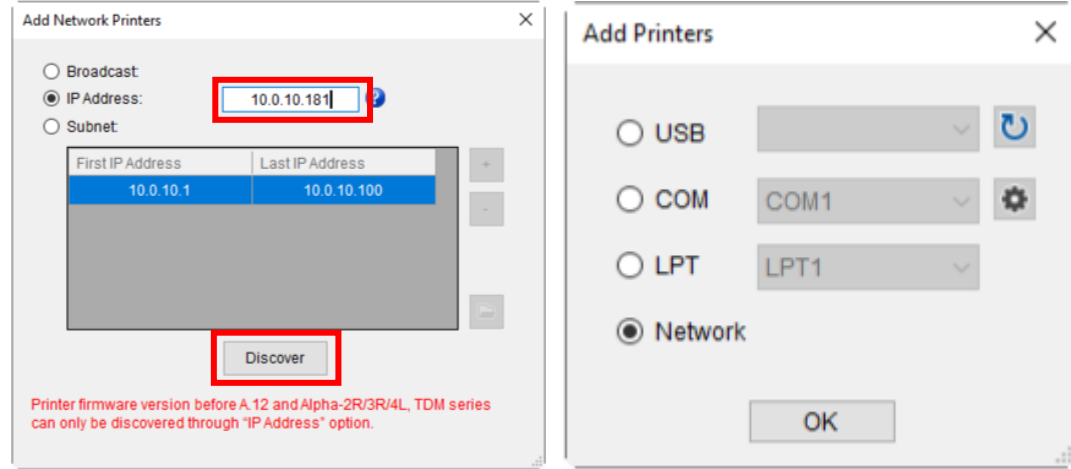 Add Network Printers
Broadcast:
IP Address: 10.0.10.181
Subnet:
First IP Address Last IP Address
10.0.10.1 10.0.10.100
+
-
Discover
Printer firmware version before A.12 and Alpha-2R/3R/4L, TDM series
can only be discovered through "IP Address" option.
Add Printers
USB
COM COM1
LPT LPT1
Network
OK